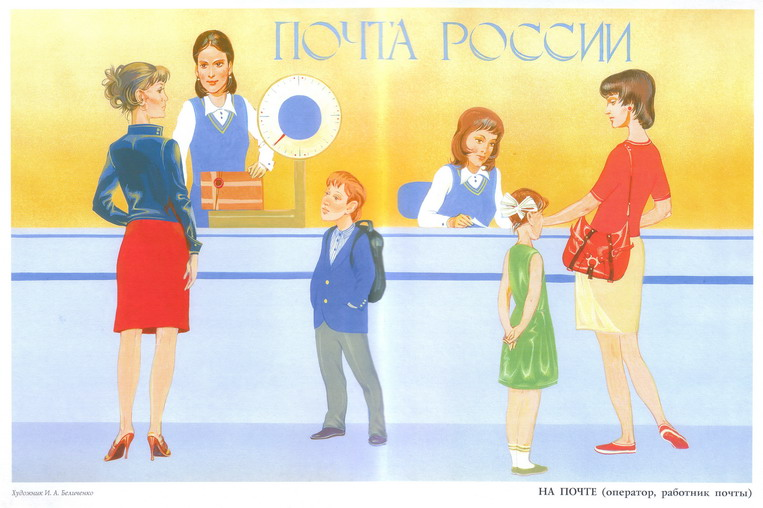 ПОЧТА РОССИИ
Художник И. А. Беличенко
НА ПОЧТЕ (оператор, работник почты)